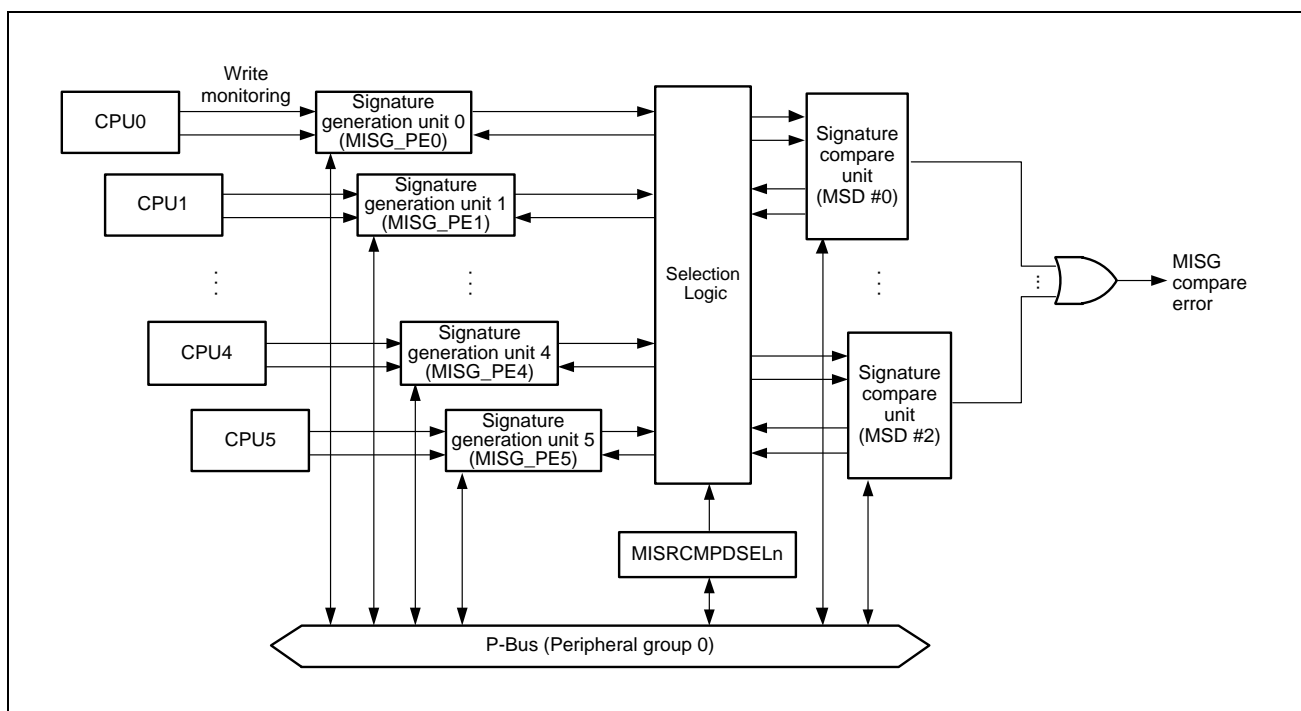 Write
monitoring
CPU0
Signature
generation unit 0
(MISG_PE0)
CPU1
Signature
generation unit 1
(MISG_PE1)
CPU4
Signature
generation unit 4
(MISG_PE4)
CPU5
Signature
generation unit 5
(MISG_PE5)
Selection
Logic
MISRCMPDSELn
Signature
compare
unit
(MSD #0)
Signature
compare
unit
(MSD #2)
MISG
compare
error
P-Bus (Peripheral group 0)